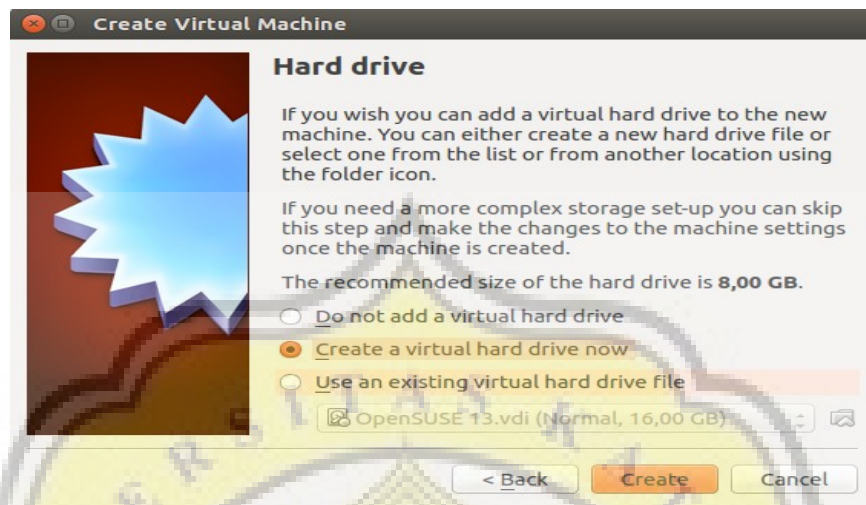 Create Virtual Machine
Hard drive
If you wish you can add a virtual hard drive to the new
machine. You can either create a new hard drive file or
select one from the list or from another location using
the folder icon.
If you need a more complex storage set-up you can skip
this step and make the changes to the machine settings
once the machine is created.
The recommended size of the hard drive is 8,00 GB.
Do not add a virtual hard drive
Create a virtual hard drive now
Use an existing virtual hard drive file
OpenSUSE 13.vdi (Normal, 16,00 GB)
< Back Create Cancel